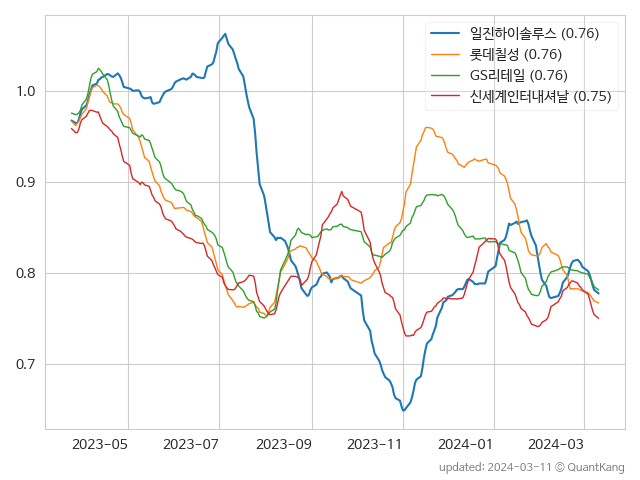 일진하이솔루스 (0.76)
롯데칠성 (0.76)
GS리테일 (0.76)
신세계인터내셔날 (0.75)
1.0
0.9
0.8
0.7
2023-05 2023-07 2023-09 2023-11 2024-01 2024-03
updated: 2024-03-11 © QuantKang